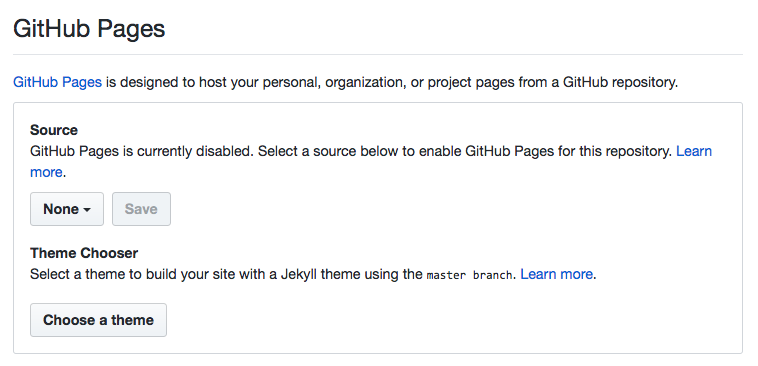 GitHub Pages
GitHub Pages is designed to host your personal, organization, or project pages from a GitHub repository.
Source
GitHub Pages is currently disabled. Select a source below to enable GitHub Pages for this repository. Learn
more.
None Save
Theme Chooser
Select a theme to build your site with a Jekyll theme using the master branch. Learn more.
Choose a theme